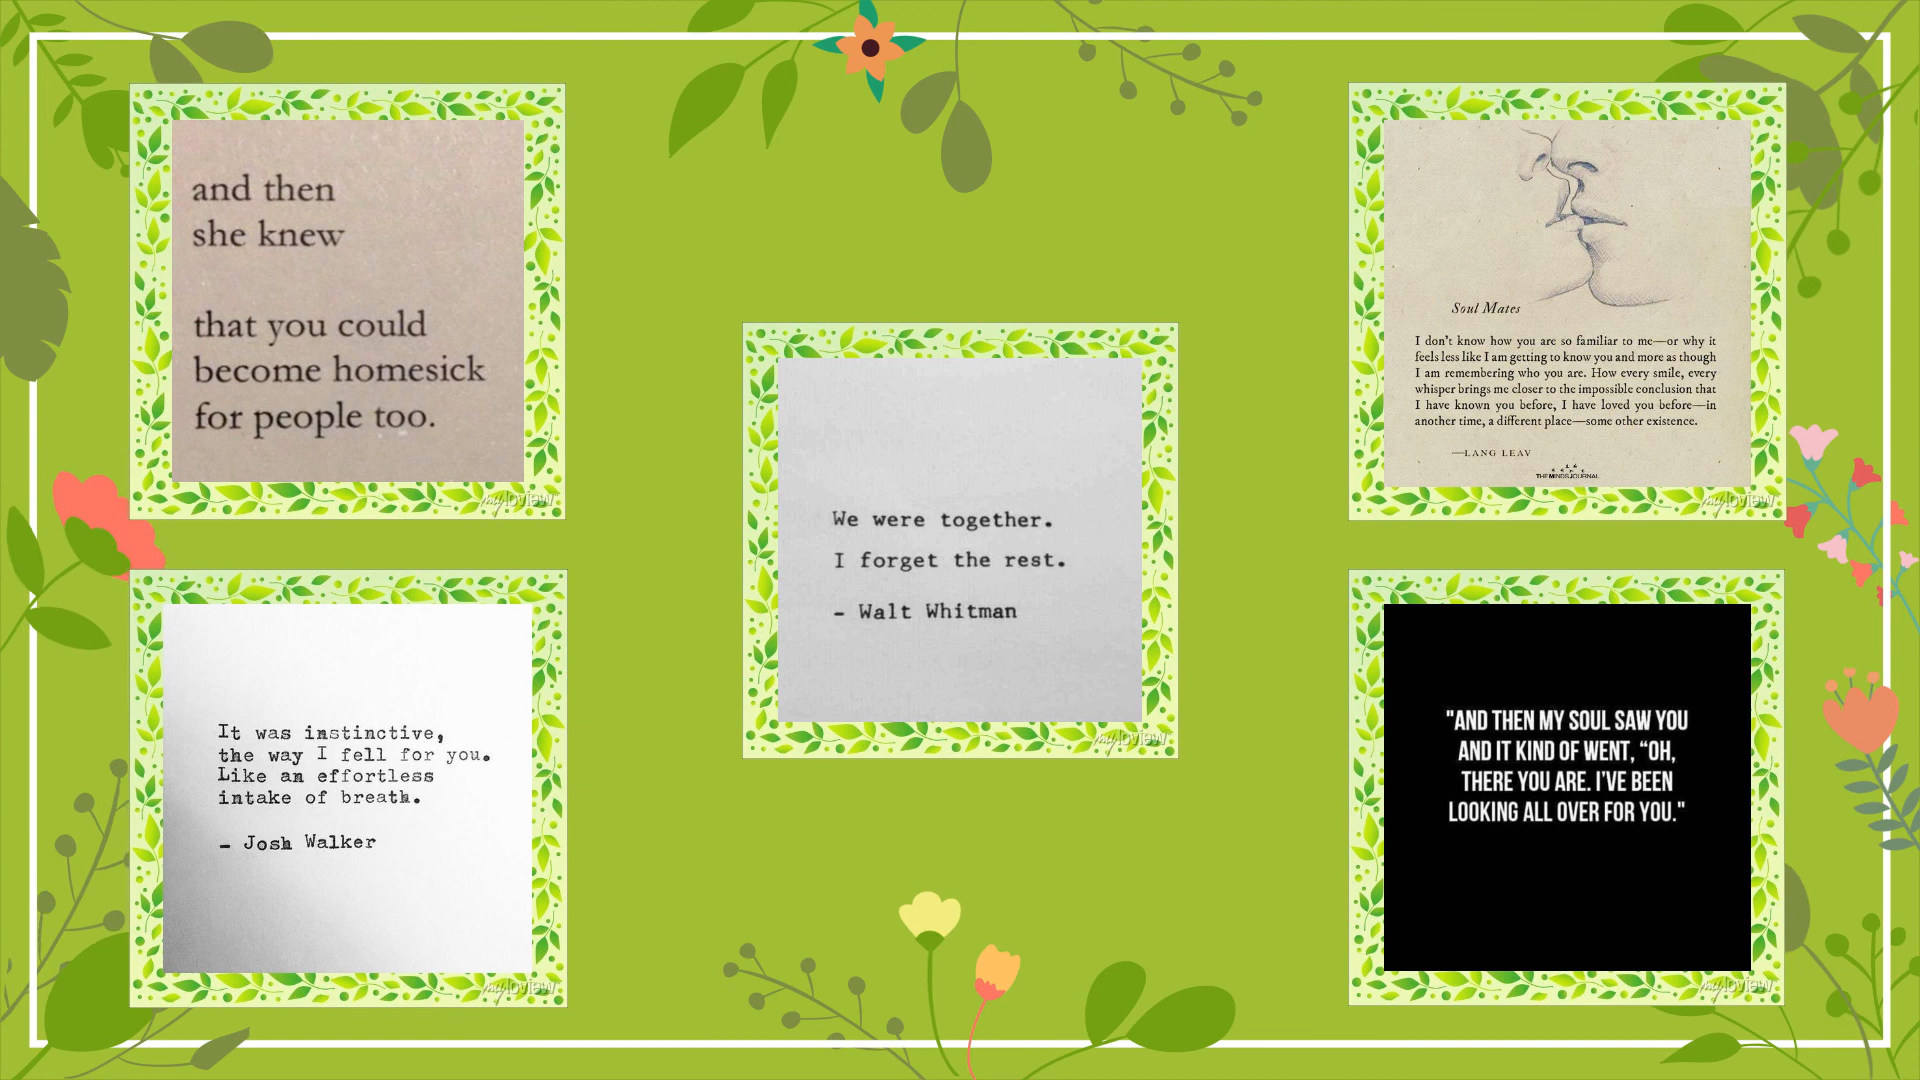 and then
she knew
that you could
become homesick
for people too.
myloview
It was instinctive,
the way I fell for you.
Like an effortless
intake of breath.
- Josh Walker
myloview
We were together.
I forget the rest.
- Walt Whitman
myloview
Soul Mates
I don't know how you are so familiar to me—or why it
feels less like I am getting to know you and more as though
I am remembering who you are. How every smile, every
whisper brings me closer to the impossible conclusion that
I have known you before, I have loved you before—in
another time, a different place—some other existence.
—LANG LEAV
THEMINDSJOURNAL
myloview
"AND THEN MY SOUL SAW YOU
AND IT KIND OF WENT, “OH,
THERE YOU ARE. I'VE BEEN
LOOKING ALL OVER FOR YOU."
myloview